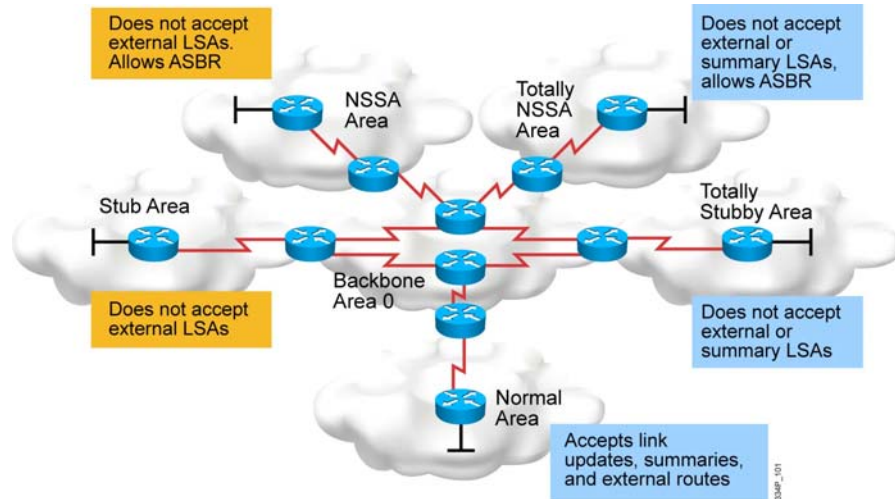 Does not accept
external LSAs.
Allows ASBR
Does not accept
external or
summary LSAs,
allows ASBR
NSSA
Area
Totally
NSSA
Area
Stub Area
Totally
Stubby Area
Backbone
Area 0
Does not accept
external LSAs
Does not accept
external or
summary LSAs
Normal
Area
Accepts link
updates, summaries,
and external routes
334P_101